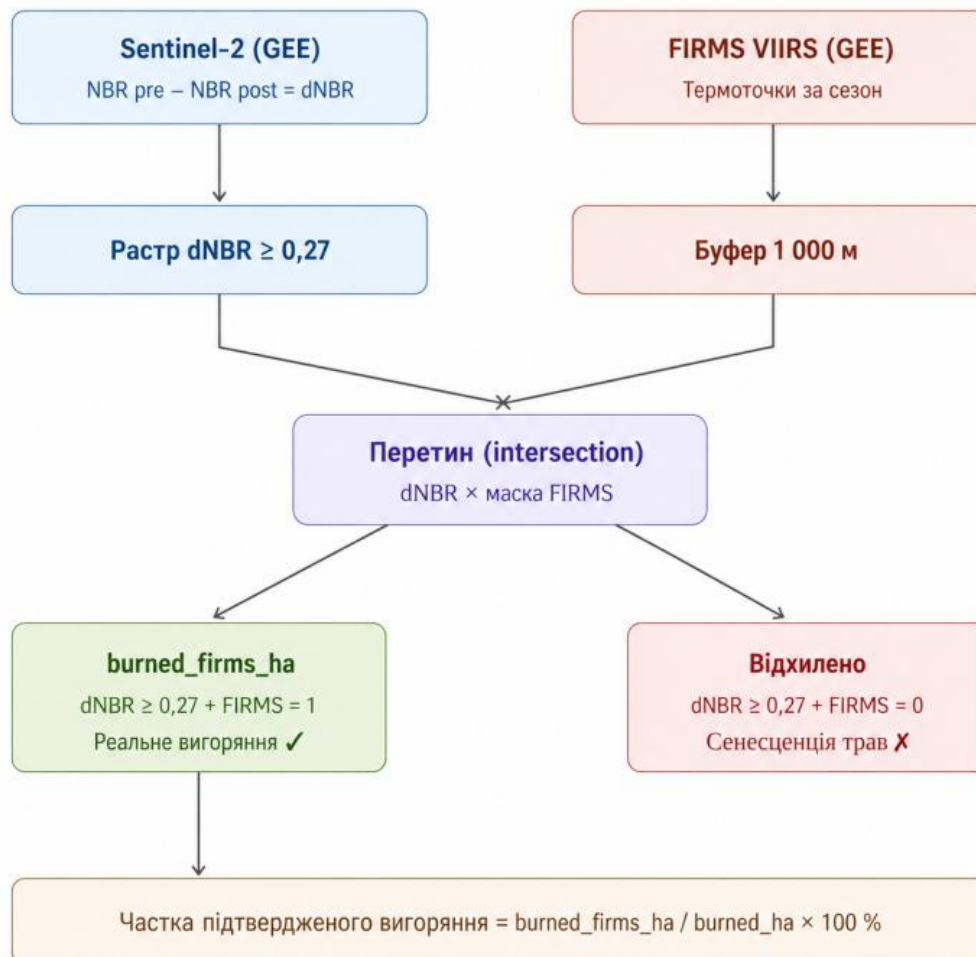 Sentinel-2 (GEE)
NBR pre – NBR post = dNBR
FIRMS VIIRS (GEE)
Термоточки за сезон
Растр dNBR ≥ 0,27
Буфер 1 000 м
Перетин (intersection)
dNBR × маска FIRMS
burned_firms_ha
dNBR ≥ 0,27 + FIRMS = 1
Реальне вигоряння ✓
Відхилено
dNBR ≥ 0,27 + FIRMS = 0
Сенесценція трав ✗
Частка підтвердженого вигоряння = burned_firms_ha / burned_ha × 100 %